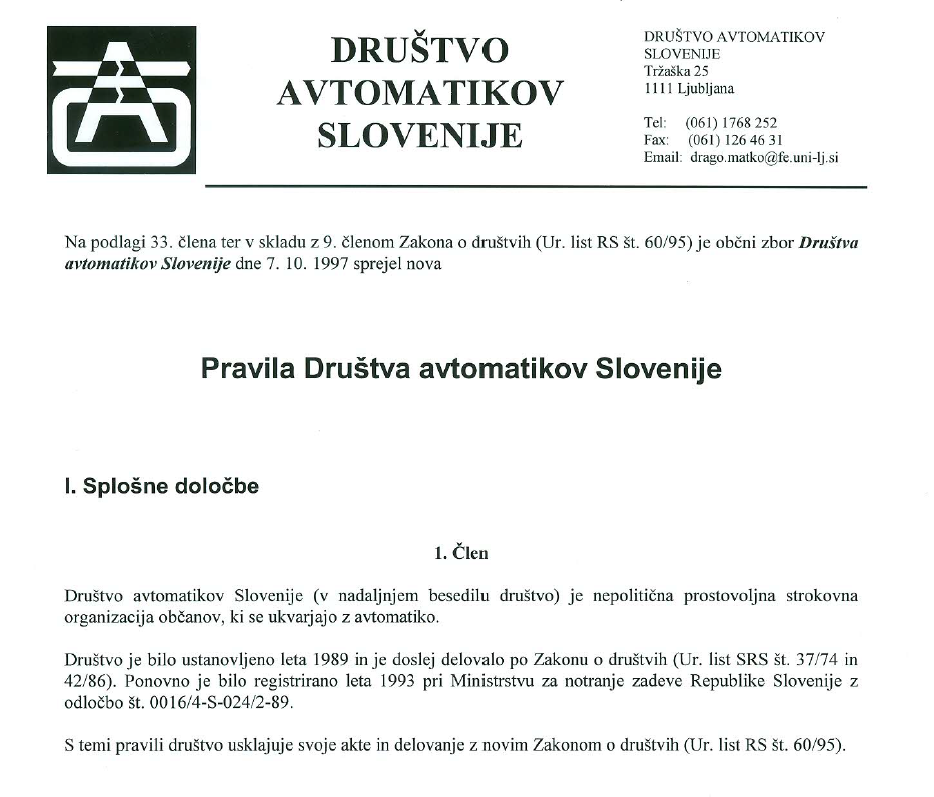 DRUŠTVO
AVTOMATIKOV
SLOVENIJE
DRUŠTVO AVTOMATIKOV
SLOVENIJE
Tržaška 25
1111 Ljubljana
Tel: (061) 1768 252
Fax: (061) 126 46 31
Email: drago.matko@fe.uni-lj.si
Na podlagi 33. člena ter v skladu z 9. členom Zakona o društvih (Ur. list RS št. 60/95) je občni zbor Društva
avtomatikov Slovenije dne 7. 10. 1997 sprejel nova
Pravila Društva avtomatikov Slovenije
I. Splošne določbe
1. Člen
Društvo avtomatikov Slovenije (v nadaljnjem besedilu društvo) je nepolitična prostovoljna strokovna
organizacija občanov, ki se ukvarjajo z avtomatiko.
Društvo je bilo ustanovljeno leta 1989 in je doslej delovalo po Zakonu o društvih (Ur. list SRS št. 37/74 in
42/86). Ponovno je bilo registrirano leta 1993 pri Ministrstvu za notranje zadeve Republike Slovenije z
odločbo št. 0016/4-S-024/2-89.
S temi pravili društvo usklajuje svoje akte in delovanje z novim Zakonom o društvih (Ur. list RS št. 60/95).